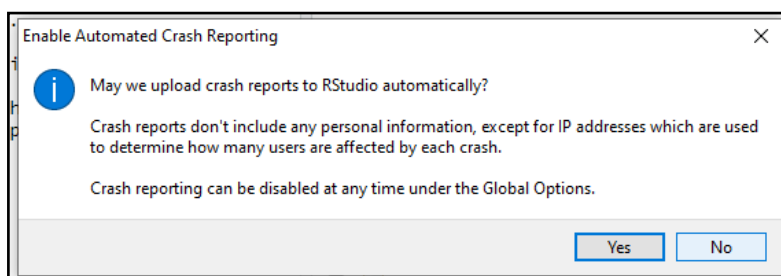 Enable Automated Crash Reporting
May we upload crash reports to RStudio automatically?
Crash reports don't include any personal information, except for IP addresses which are used
to determine how many users are affected by each crash.
Crash reporting can be disabled at any time under the Global Options.
Yes No